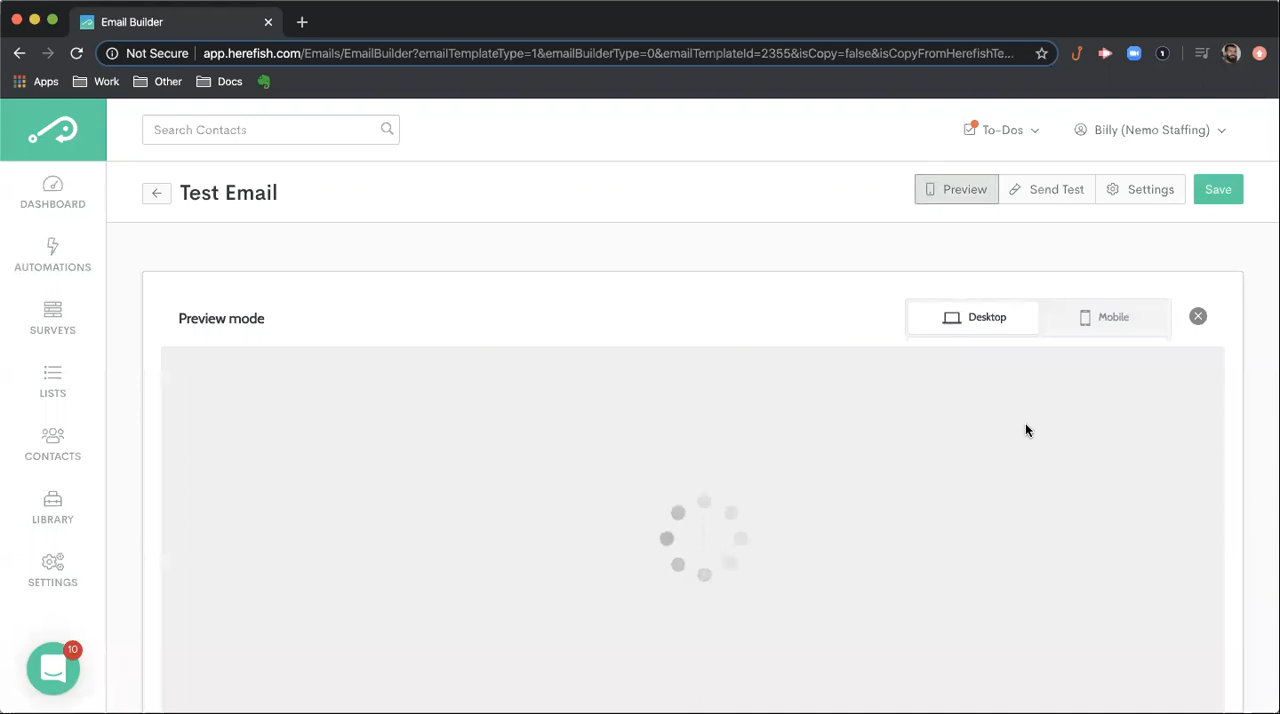 Email Builder
Not Secure
app.herefish.com/Emails/EmailBuilder?emailTemplateType=1&emailBuilderType=0&emailTemplateId=2355&isCopy=false&isCopyFromHerefishTe...
Apps
Work
Other
Docs
Search Contacts
To-Dos
Billy (Nemo Staffing)
Test Email
Preview
Send Test
Settings
Save
DASHBOARD
AUTOMATIONS
SURVEYS
LISTS
CONTACTS
LIBRARY
SETTINGS
10
Preview mode
Desktop
Mobile